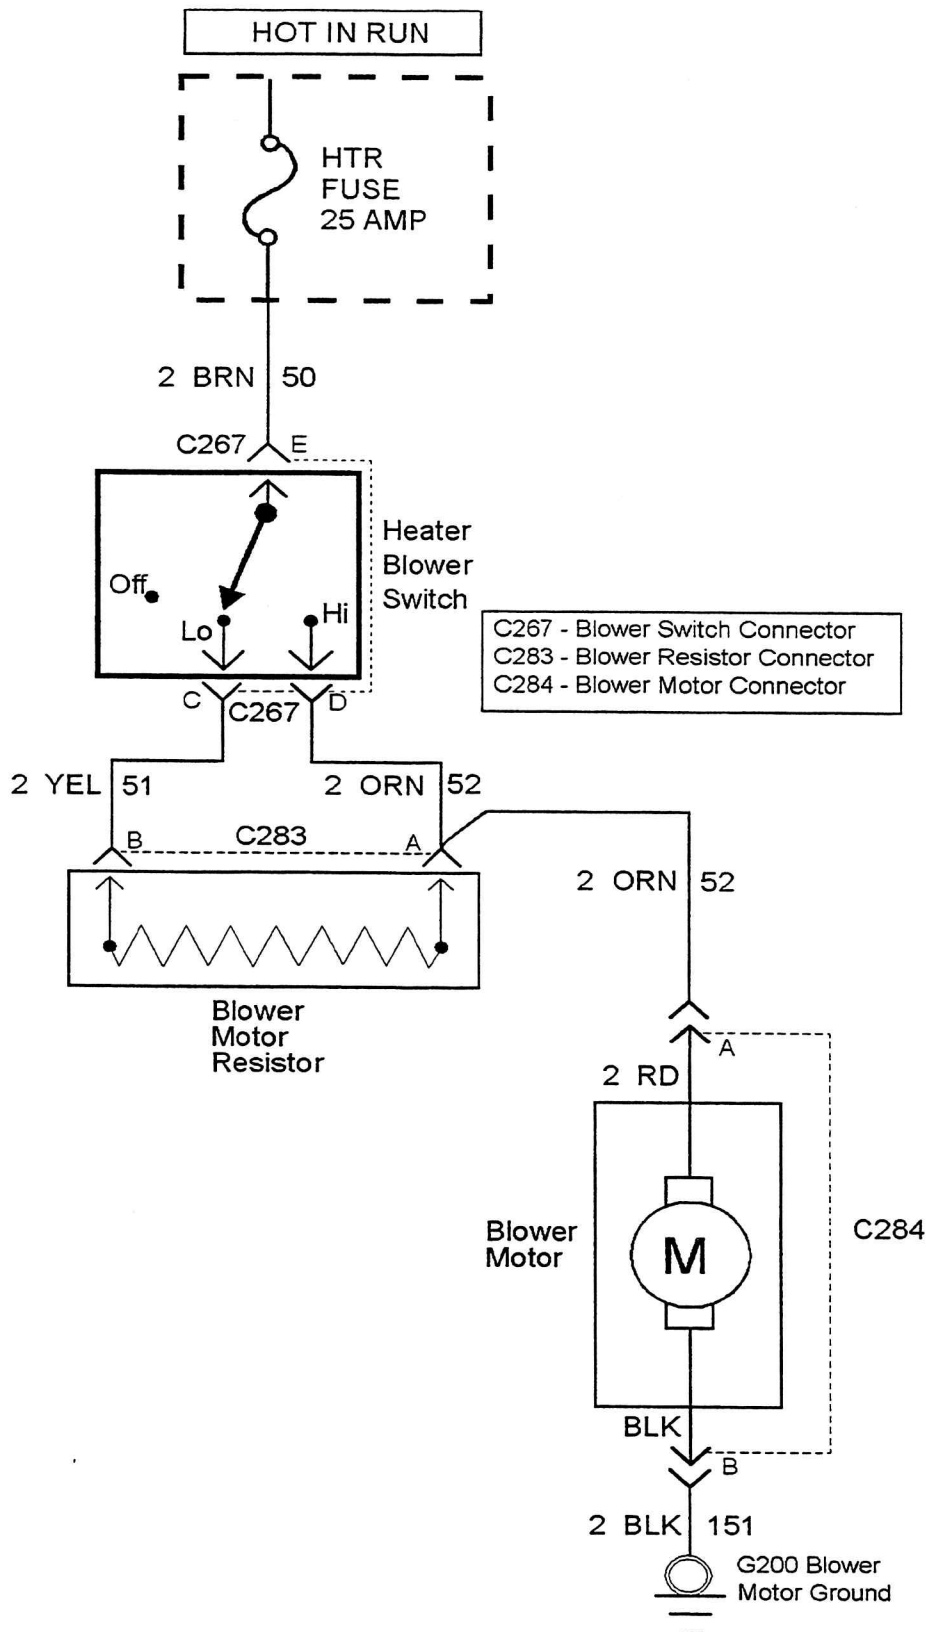 HOT IN RUN
HTR
FUSE
25 AMP
2 BRN 50
C267 E
Heater
Blower
Switch
Off
Lo
Hi
C C267 D
C267 - Blower Switch Connector
C283 - Blower Resistor Connector
C284 - Blower Motor Connector
2 YEL 51
2 ORN 52
B C283 A
2 ORN 52
Blower
Motor
Resistor
A
2 RD
Blower
Motor
M
C284
BLK
B
2 BLK 151
G200 Blower
Motor Ground